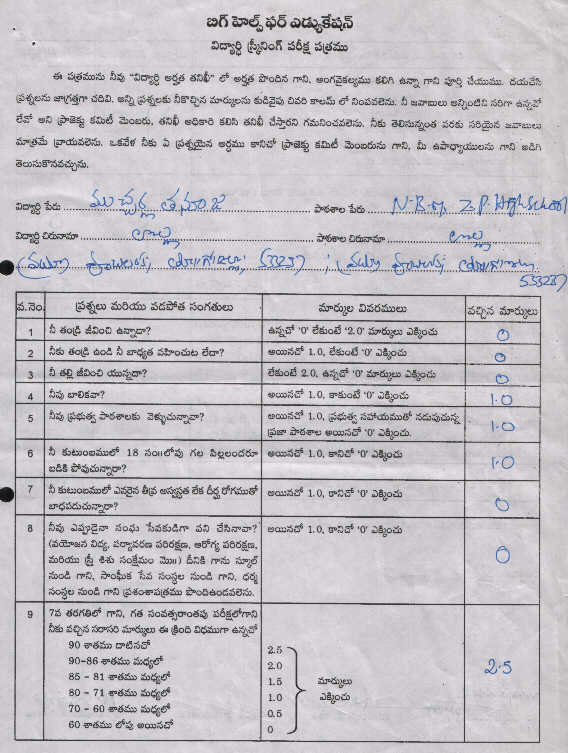 బిగ్ హెల్ప్ ఫర్ ఎడ్యుకేషన్
విద్యార్థి స్క్రీనింగ్ పరీక్ష పత్రము
ఈ పత్రమును నీవు "విద్యార్థి అర్హత తనిఖీ" లో అర్హత పొందిన గాని, అంగవైకల్యము కలిగి ఉన్నా గాని పూర్తి చేయుము. దయచేసి
ప్రశ్నలను జాగ్రత్తగా చదివి, అన్ని ప్రశ్నలకు నీకొచ్చిన మార్కులను కుడివైపు చివరి కాలమ్ లో నింపవలెను. నీ జవాబులు అన్నింటిని సరిగా ఉన్నవో
లేవో అని ప్రాజెక్టు కమిటీ మెంబరు, తనిఖీ అధికారి కలిసి తనిఖీ చేస్తారని గమనించవలెను. నీకు తెలిసినంత వరకు సరియైన జవాబులు
మాత్రమే వ్రాయవలెను. ఒకవేళ నీకు ఏ ప్రశ్నయైన అర్థము కానిచో ప్రాజెక్టు కమిటీ మెంబరును గాని, మీ ఉపాధ్యాయులను గాని అడిగి
తెలుసుకొనవచ్చును.
విద్యార్థి పేరు ముచ్చర్ల తనూజ పాఠశాల పేరు Z.P. High School
విద్యార్థి చిరునామా పాఠశాల చిరునామా
533287
533287
వ.నెం. ప్రశ్నలు మరియు వడపోత సంగతులు మార్కుల వివరములు వచ్చిన మార్కులు
1 నీ తండ్రి జీవించి ఉన్నాడా? ఉన్నచో '0' లేకుంటే '2.0' మార్కులు ఎక్కించు 0
2 నీకు తండ్రి ఉండి నీ బాధ్యత వహించుట లేదా? అయినచో 1.0, లేకుంటే '0' ఎక్కించు 0
3 నీ తల్లి జీవించి యున్నదా? లేకుంటే 2.0, ఉన్నచో '0' మార్కులు ఎక్కించు 0
4 నీవు బాలికవా? అయినచో 1.0, కాకుంటే '0' ఎక్కించు 1.0
5 నీవు ప్రభుత్వ పాఠశాలకు వెళ్ళుచున్నావా? అయినచో 1.0, ప్రభుత్వ సహాయముతో నడుపుచున్న 1.0
ప్రజా పాఠశాల అయినచో '0' ఎక్కించు.
6 నీ కుటుంబములో 18 సం॥లోపు గల పిల్లలందరూ అయినచో 1.0, కానిచో '0' ఎక్కించు 1.0
బడికి పోవుచున్నారా?
7 నీ కుటుంబములో ఎవరైన తీవ్ర అస్వస్థత లేక దీర్ఘ రోగముతో అయినచో 1.0, కానిచో '0' ఎక్కించు 0
బాధపడుచున్నారా?
8 నీవు ఎప్పుడైనా సంఘ సేవకుడిగా పని చేసినావా? అయినచో 1.0, కానిచో '0' ఎక్కించు 0
(వయోజన విద్య, పర్యావరణ పరిరక్షణ, ఆరోగ్య పరిరక్షణ,
మరియు స్త్రీ శిశు సంక్షేమం మొ॥) దీనికి గాను స్కూల్
నుండి గాని, సాంఘీక సేవ సంస్థల నుండి గాని, ధర్మ
సంస్థల నుండి గాని ప్రశంశాపత్రము పొందిఉండవలెను.
9 7వ తరగతిలో గాని, గత సంవత్సరాంతపు పరీక్షలోగాని
నీకు వచ్చిన సరాసరి మార్కులు ఈ క్రింది విధముగా ఉన్నచో
90 శాతము దాటినచో 2.5
90-86 శాతము మధ్యలో 2.0
85 - 81 శాతము మధ్యలో 1.5 మార్కులు 2.5
80 - 71 శాతము మధ్యలో 1.0 ఎక్కించు
70 - 60 శాతము మధ్యలో 0.5
60 శాతము లోపు అయినచో 0